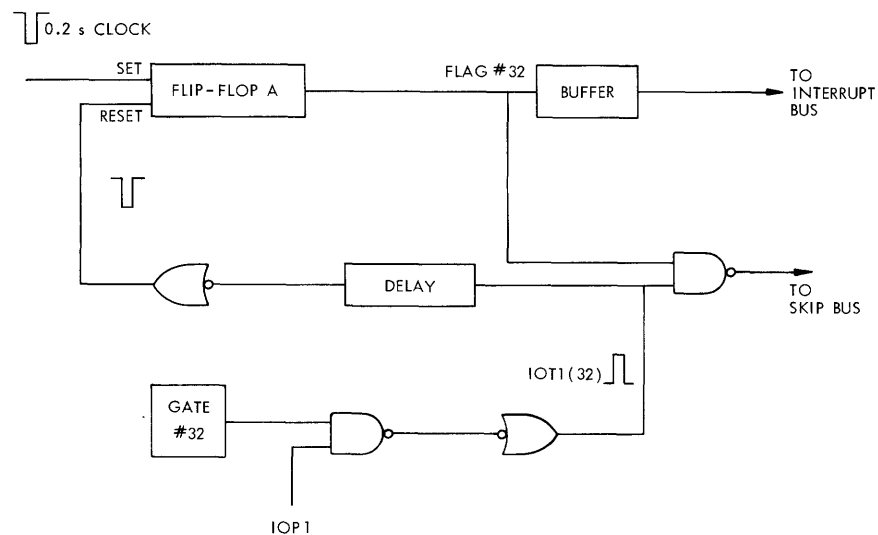 0.2 s CLOCK
SET
FLIP-FLOP A
RESET
FLAG #32
BUFFER
TO
INTERRUPT
BUS
DELAY
TO
SKIP BUS
IOT1(32)
GATE
#32
IOP1